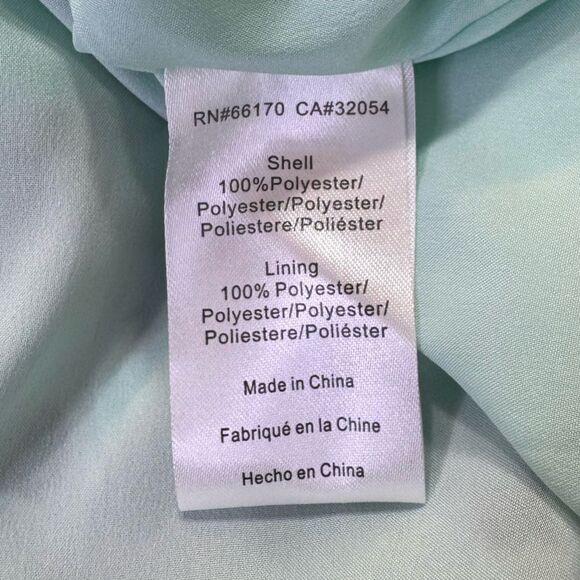 RN#66170 CA#32054
Shell
100%Polyester/
Polyester/Polyester/
Poliestere/Poliéster
Lining
100% Polyester/
Polyester/Polyester/
Poliestere/Poliéster
Made in China
Fabriqué en la Chine
Hecho en China